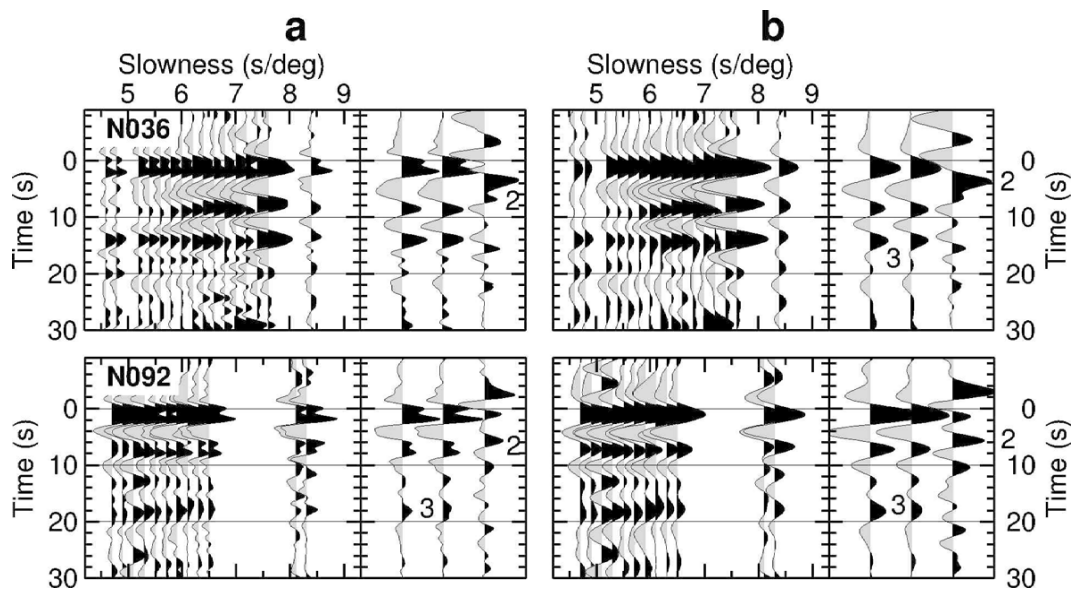 a b
Slowness (s/deg) Slowness (s/deg)
5 6 7 8 9 5 6 7 8 9
N036
0 0
2 2
10 10
3
20 20
30 30
Time (s) Time (s)
N092
0 0
2 2
10 10
3 3
20 20
30 30
Time (s) Time (s)